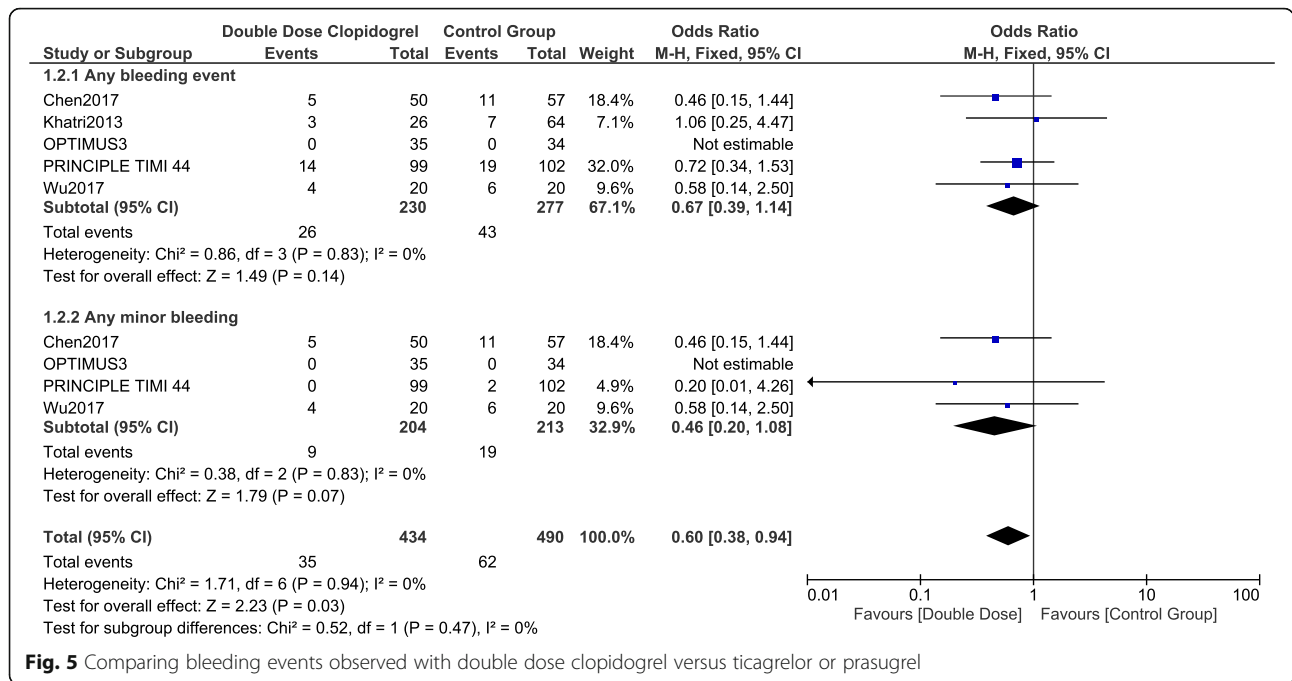 Double Dose Clopidogrel Control Group Odds Ratio Odds Ratio
Study or Subgroup Events Total Events Total Weight M-H, Fixed, 95% CI M-H, Fixed, 95% CI
1.2.1 Any bleeding event
Chen2017 5 50 11 57 18.4% 0.46 [0.15, 1.44]
Khatri2013 3 26 7 64 7.1% 1.06 [0.25, 4.47]
OPTIMUS3 0 35 0 34 Not estimable
PRINCIPLE TIMI 44 14 99 19 102 32.0% 0.72 [0.34, 1.53]
Wu2017 4 20 6 20 9.6% 0.58 [0.14, 2.50]
Subtotal (95% CI) 230 277 67.1% 0.67 [0.39, 1.14]
Total events 26 43
Heterogeneity: Chi² = 0.86, df = 3 (P = 0.83); I² = 0%
Test for overall effect: Z = 1.49 (P = 0.14)
1.2.2 Any minor bleeding
Chen2017 5 50 11 57 18.4% 0.46 [0.15, 1.44]
OPTIMUS3 0 35 0 34 Not estimable
PRINCIPLE TIMI 44 0 99 2 102 4.9% 0.20 [0.01, 4.26]
Wu2017 4 20 6 20 9.6% 0.58 [0.14, 2.50]
Subtotal (95% CI) 204 213 32.9% 0.46 [0.20, 1.08]
Total events 9 19
Heterogeneity: Chi² = 0.38, df = 2 (P = 0.83); I² = 0%
Test for overall effect: Z = 1.79 (P = 0.07)
Total (95% CI) 434 490 100.0% 0.60 [0.38, 0.94]
Total events 35 62
Heterogeneity: Chi² = 1.71, df = 6 (P = 0.94); I² = 0%
Test for overall effect: Z = 2.23 (P = 0.03)
Test for subgroup differences: Chi² = 0.52, df = 1 (P = 0.47), I² = 0%
0.01 0.1 1 10 100
Favours [Double Dose] Favours [Control Group]
Fig. 5 Comparing bleeding events observed with double dose clopidogrel versus ticagrelor or prasugrel